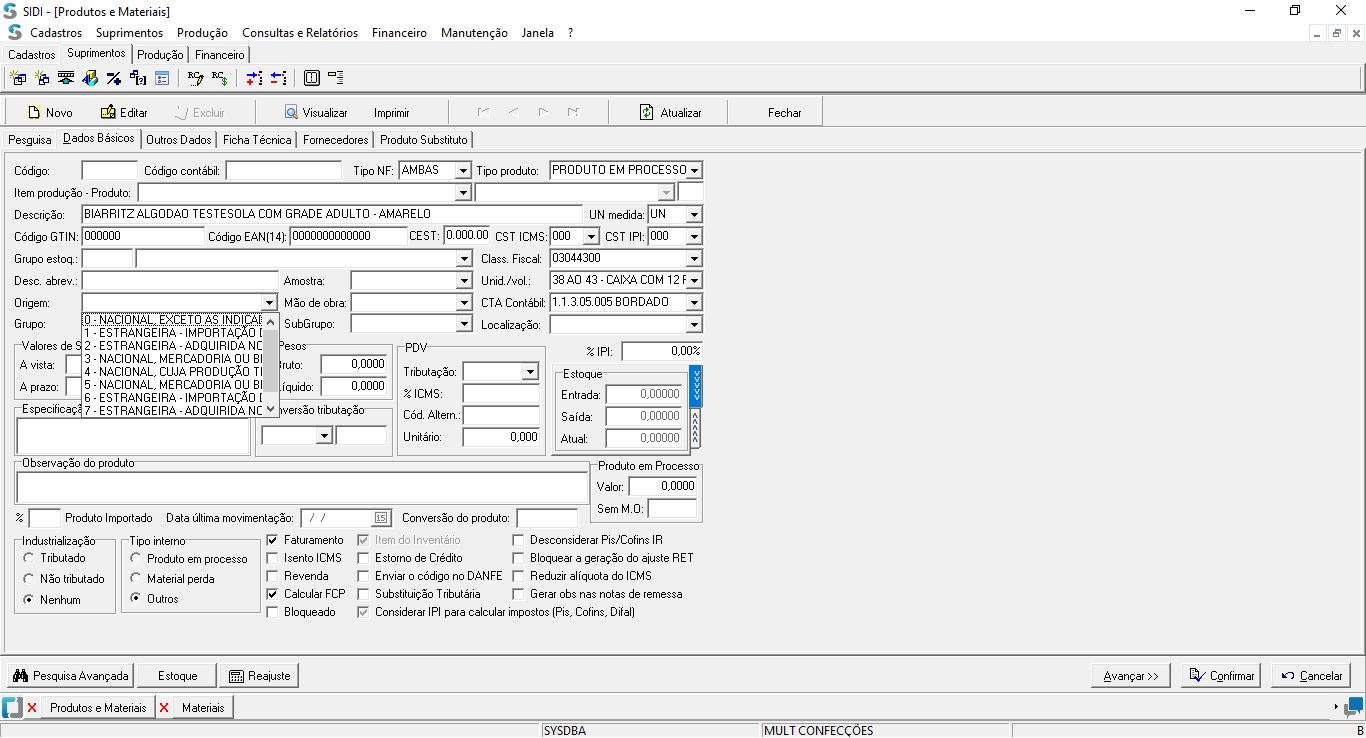 SIDI - [Produtos e Materiais]
Cadastros Suprimentos Produção Consultas e Relatórios Financeiro Manutenção Janela ?
Cadastros Suprimentos Produção Financeiro
Novo Editar Excluir Visualizar Imprimir Atualizar Fechar
Pesquisa Dados Básicos Outros Dados Ficha Técnica Fornecedores Produto Substituto
Código: Código contábil: Tipo NF: AMBAS Tipo produto: PRODUTO EM PROCESSO
Item produção - Produto:
Descrição: BIARRITZ ALGODAO TESTESOLA COM GRADE ADULTO - AMARELO UN medida: UN
Código GTIN: 000000 Código EAN(14): 0000000000000 CEST: 0.000.00 CST ICMS: 000 CST IPI: 000
Grupo estoq.: Class. Fiscal: 03044300
Desc. abrev.: Amostra: Unid./vol.: 38 AO 43 - CAIXA COM 12 F
Origem: Mão de obra: CTA Contábil: 1.1.3.05.005 BORDADO
Grupo: SubGrupo: Localização:
0 - NACIONAL, EXCETO AS INDICAD
1 - ESTRANGEIRA - IMPORTAÇÃO D
2 - ESTRANGEIRA - ADQUIRIDA NO
3 - NACIONAL, MERCADORIA OU BE
4 - NACIONAL, CUJA PRODUÇÃO TE
5 - NACIONAL, MERCADORIA OU BE
6 - ESTRANGEIRA - IMPORTAÇÃO D
7 - ESTRANGEIRA - ADQUIRIDA NO
Valores de S Pesos PDV % IPI: 0,00%
A vista: Bruto: 0,0000 Tributação: Estoque
A prazo: Líquido: 0,0000 % ICMS: Entrada: 0,00000
Especificaçã nversão tributação Cód. Altern.: Saída: 0,00000
Unitário: 0,000 Atual: 0,00000
Observação do produto Produto em Processo
Valor: 0,0000
Sem M.O:
% Produto Importado Data última movimentação: / / 15 Conversão do produto:
Industrialização Tipo interno Faturamento Item do Inventário Desconsiderar Pis/Cofins IR
Tributado Produto em processo Isento ICMS Estorno de Crédito Bloquear a geração do ajuste RET
Não tributado Material perda Revenda Enviar o código no DANFE Reduzir alíquota do ICMS
Nenhum Outros Calcular FCP Substituição Tributária Gerar obs nas notas de remessa
Bloqueado Considerar IPI para calcular impostos (Pis, Cofins, Difal)
Pesquisa Avançada Estoque Reajuste Avançar >> Confirmar Cancelar
Produtos e Materiais Materiais
SYSDBA MULT CONFECÇÕES B